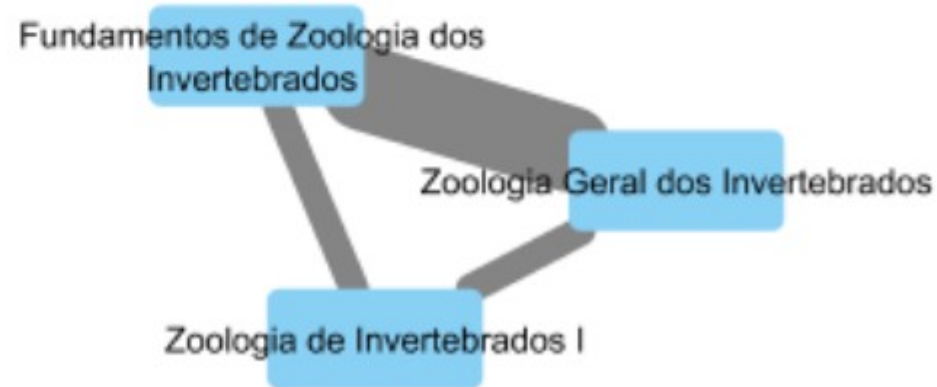 Fundamentos de Zoologia dos
Invertebrados
Zoologia Geral dos Invertebrados
Zoologia de Invertebrados I